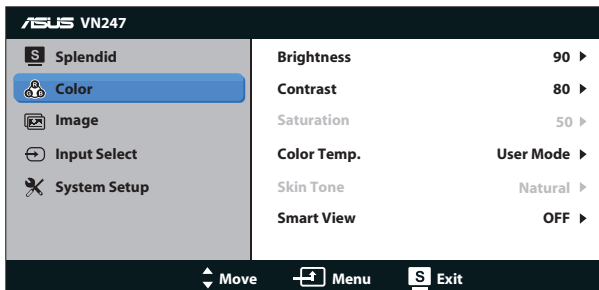 ASUS VN247
S Splendid
R G B Color
Image
Input Select
System Setup
Brightness 90
Contrast 80
Saturation 50
Color Temp. User Mode
Skin Tone Natural
Smart View OFF
Move Menu S Exit